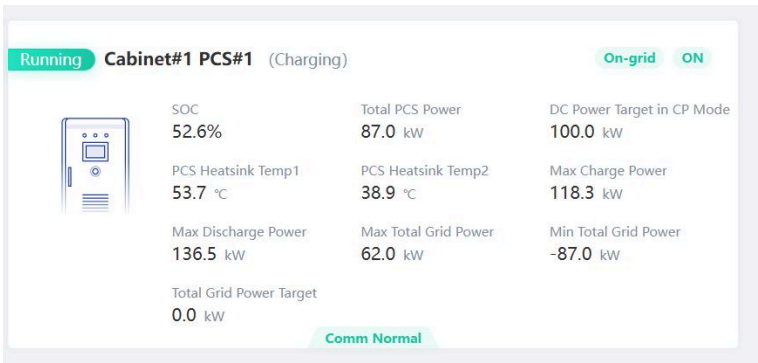 Running Cabinet#1 PCS#1 (Charging) On-grid ON
SOC Total PCS Power DC Power Target in CP Mode
52.6% 87.0 kW 100.0 kW
PCS Heatsink Temp1 PCS Heatsink Temp2 Max Charge Power
53.7 ℃ 38.9 ℃ 118.3 kW
Max Discharge Power Max Total Grid Power Min Total Grid Power
136.5 kW 62.0 kW -87.0 kW
Total Grid Power Target
0.0 kW
Comm Normal